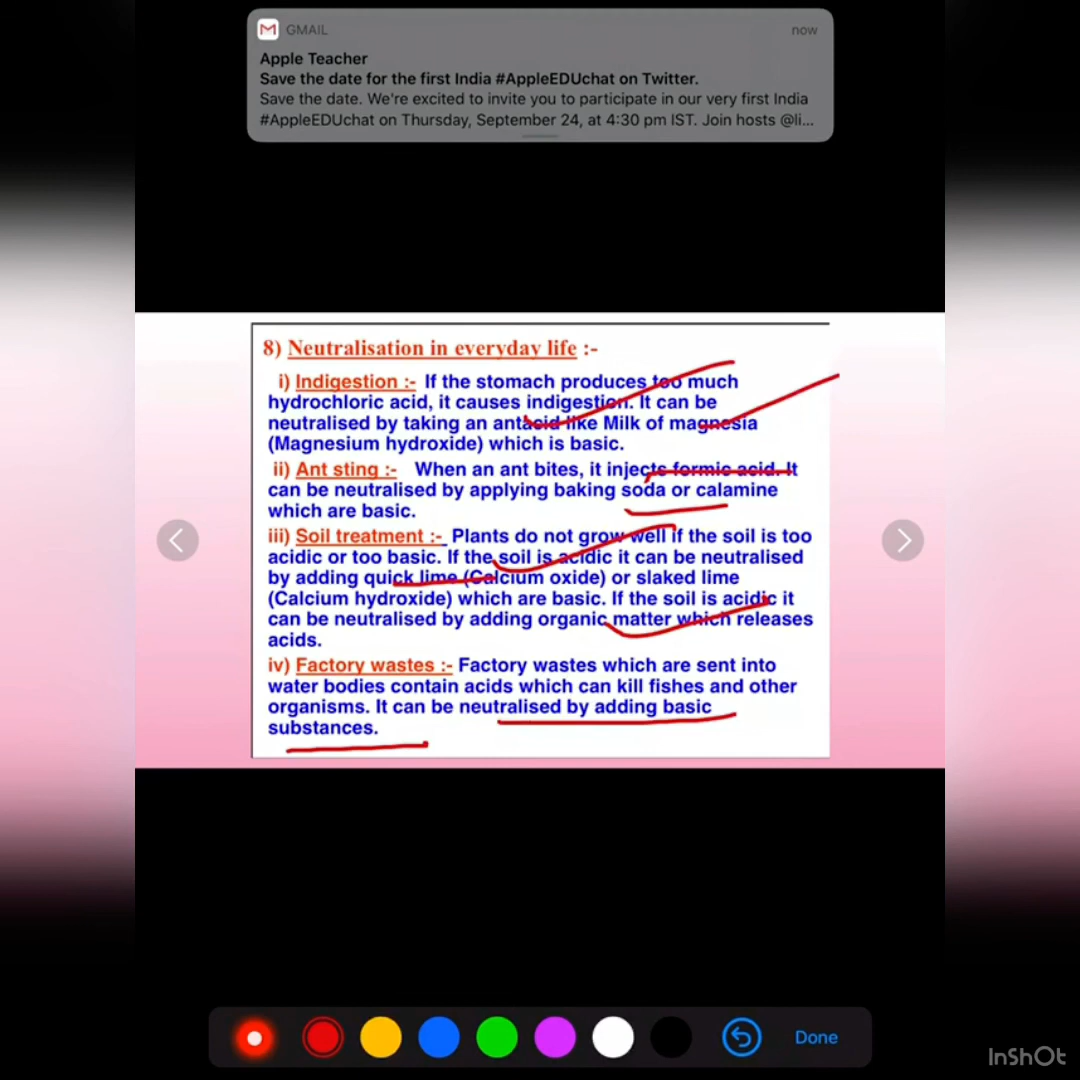 GMAIL now
Apple Teacher
Save the date for the first India #AppleEDUchat on Twitter.
Save the date. We're excited to invite you to participate in our very first India
#AppleEDUchat on Thursday, September 24, at 4:30 pm IST. Join hosts @li...
8) Neutralisation in everyday life :-
i) Indigestion :- If the stomach produces too much
hydrochloric acid, it causes indigestion. It can be
neutralised by taking an antacid like Milk of magnesia
(Magnesium hydroxide) which is basic.
ii) Ant sting :- When an ant bites, it injects formic acid. It
can be neutralised by applying baking soda or calamine
which are basic.
iii) Soil treatment :- Plants do not grow well if the soil is too
acidic or too basic. If the soil is acidic it can be neutralised
by adding quick lime (Calcium oxide) or slaked lime
(Calcium hydroxide) which are basic. If the soil is acidic it
can be neutralised by adding organic matter which releases
acids.
iv) Factory wastes :- Factory wastes which are sent into
water bodies contain acids which can kill fishes and other
organisms. It can be neutralised by adding basic
substances.
Done
InShOt